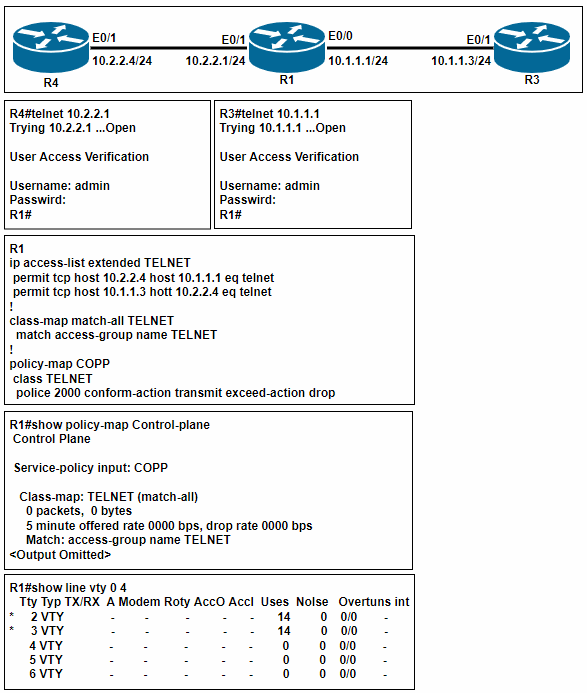 E0/1 E0/1 E0/0 E0/1
10.2.2.4/24 10.2.2.1/24 10.1.1.1/24 10.1.1.3/24
R4 R1 R3
R4#telnet 10.2.2.1
Trying 10.2.2.1 ...Open
User Access Verification
Username: admin
Passwird:
R1#
R3#telnet 10.1.1.1
Trying 10.1.1.1 ...Open
User Access Verification
Username: admin
Passwird:
R1#
R1
ip access-list extended TELNET
permit tcp host 10.2.2.4 host 10.1.1.1 eq telnet
permit tcp host 10.1.1.3 hott 10.2.2.4 eq telnet
!
class-map match-all TELNET
match access-group name TELNET
!
policy-map COPP
class TELNET
police 2000 conform-action transmit exceed-action drop
R1#show policy-map Control-plane
Control Plane
Service-policy input: COPP
Class-map: TELNET (match-all)
0 packets, 0 bytes
5 minute offered rate 0000 bps, drop rate 0000 bps
Match: access-group name TELNET
<Output Omitted>
R1#show line vty 0 4
Tty Typ TX/RX A Modem Roty AccO Accl Uses Nolse Overtuns int
* 2 VTY - - - - - 14 0 0/0 -
* 3 VTY - - - - - 14 0 0/0 -
4 VTY - - - - - 0 0 0/0 -
5 VTY - - - - - 0 0 0/0 -
6 VTY - - - - - 0 0 0/0 -